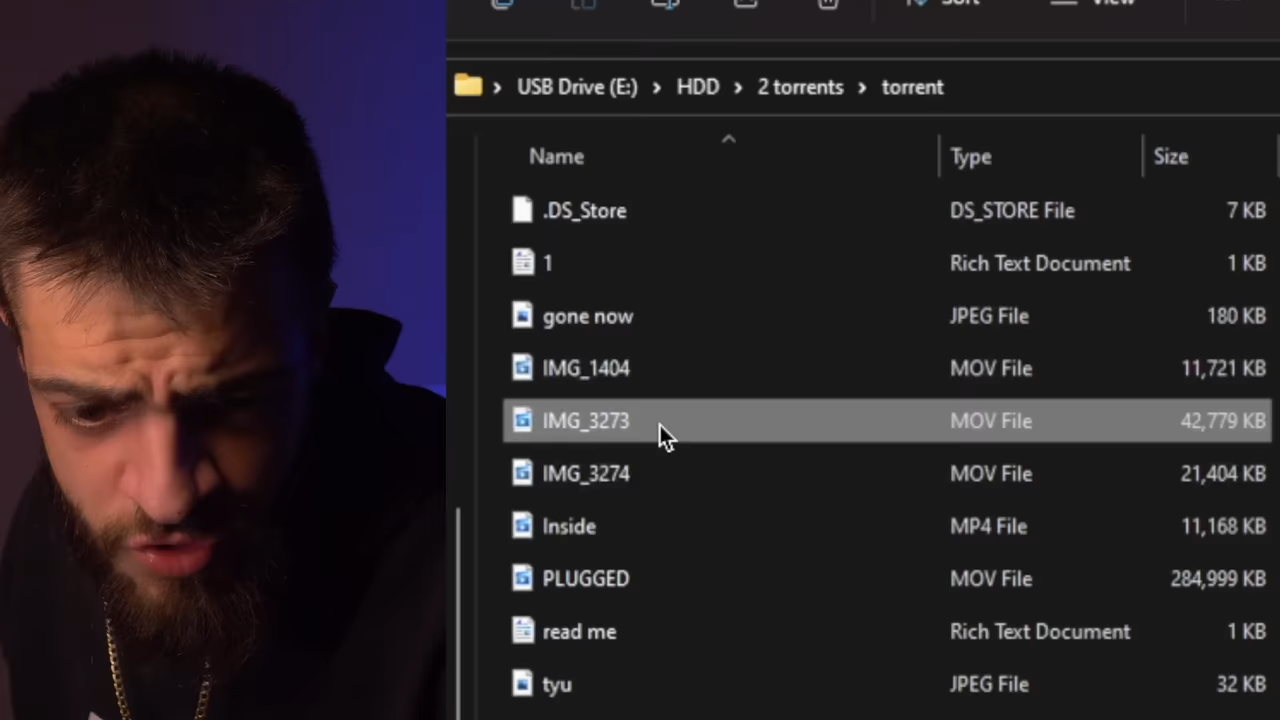 Sort View
USB Drive (E:) > HDD > 2 torrents > torrent
Name Type Size
.DS_Store DS_STORE File 7 KB
1 Rich Text Document 1 KB
gone now JPEG File 180 KB
IMG_1404 MOV File 11,721 KB
IMG_3273 MOV File 42,779 KB
IMG_3274 MOV File 21,404 KB
Inside MP4 File 11,168 KB
PLUGGED MOV File 284,999 KB
read me Rich Text Document 1 KB
tyu JPEG File 32 KB